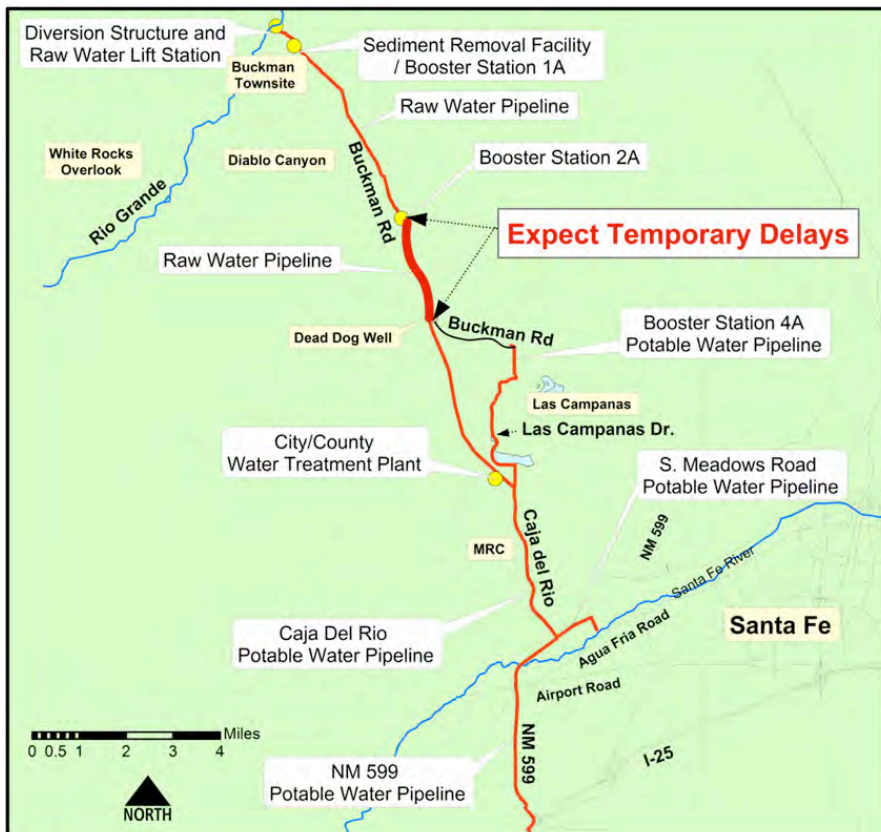 Diversion Structure and
Raw Water Lift Station
Sediment Removal Facility
/ Booster Station 1A
Buckman
Townsite
Raw Water Pipeline
White Rocks
Overlook
Diablo Canyon
Buckman Rd
Booster Station 2A
Rio Grande
Expect Temporary Delays
Raw Water Pipeline
Dead Dog Well
Buckman Rd
Booster Station 4A
Potable Water Pipeline
Las Campanas
Las Campanas Dr.
City/County
Water Treatment Plant
S. Meadows Road
Potable Water Pipeline
NM 599
Caja del Rio
MRC
Santa Fe River
Santa Fe
Agua Fria Road
Caja Del Rio
Potable Water Pipeline
Airport Road
Miles
0 0.5 1 2 3 4
NM 599
I-25
NM 599
Potable Water Pipeline
NORTH